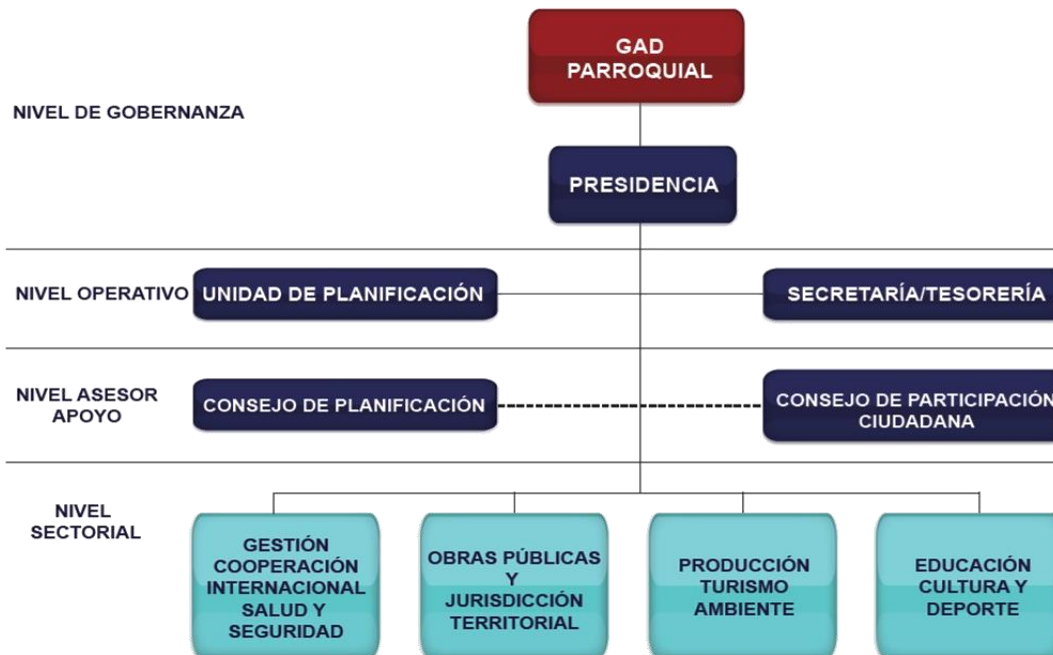 GAD
PARROQUIAL
NIVEL DE GOBERNANZA
PRESIDENCIA
NIVEL OPERATIVO
UNIDAD DE PLANIFICACIÓN
SECRETARÍA/TESORERÍA
NIVEL ASESOR
APOYO
CONSEJO DE PLANIFICACIÓN
CONSEJO DE PARTICIPACIÓN
CIUDADANA
NIVEL
SECTORIAL
GESTIÓN
COOPERACIÓN
INTERNACIONAL
SALUD Y
SEGURIDAD
OBRAS PÚBLICAS
Y
JURISDICCIÓN
TERRITORIAL
PRODUCCIÓN
TURISMO
AMBIENTE
EDUCACIÓN
CULTURA Y
DEPORTE